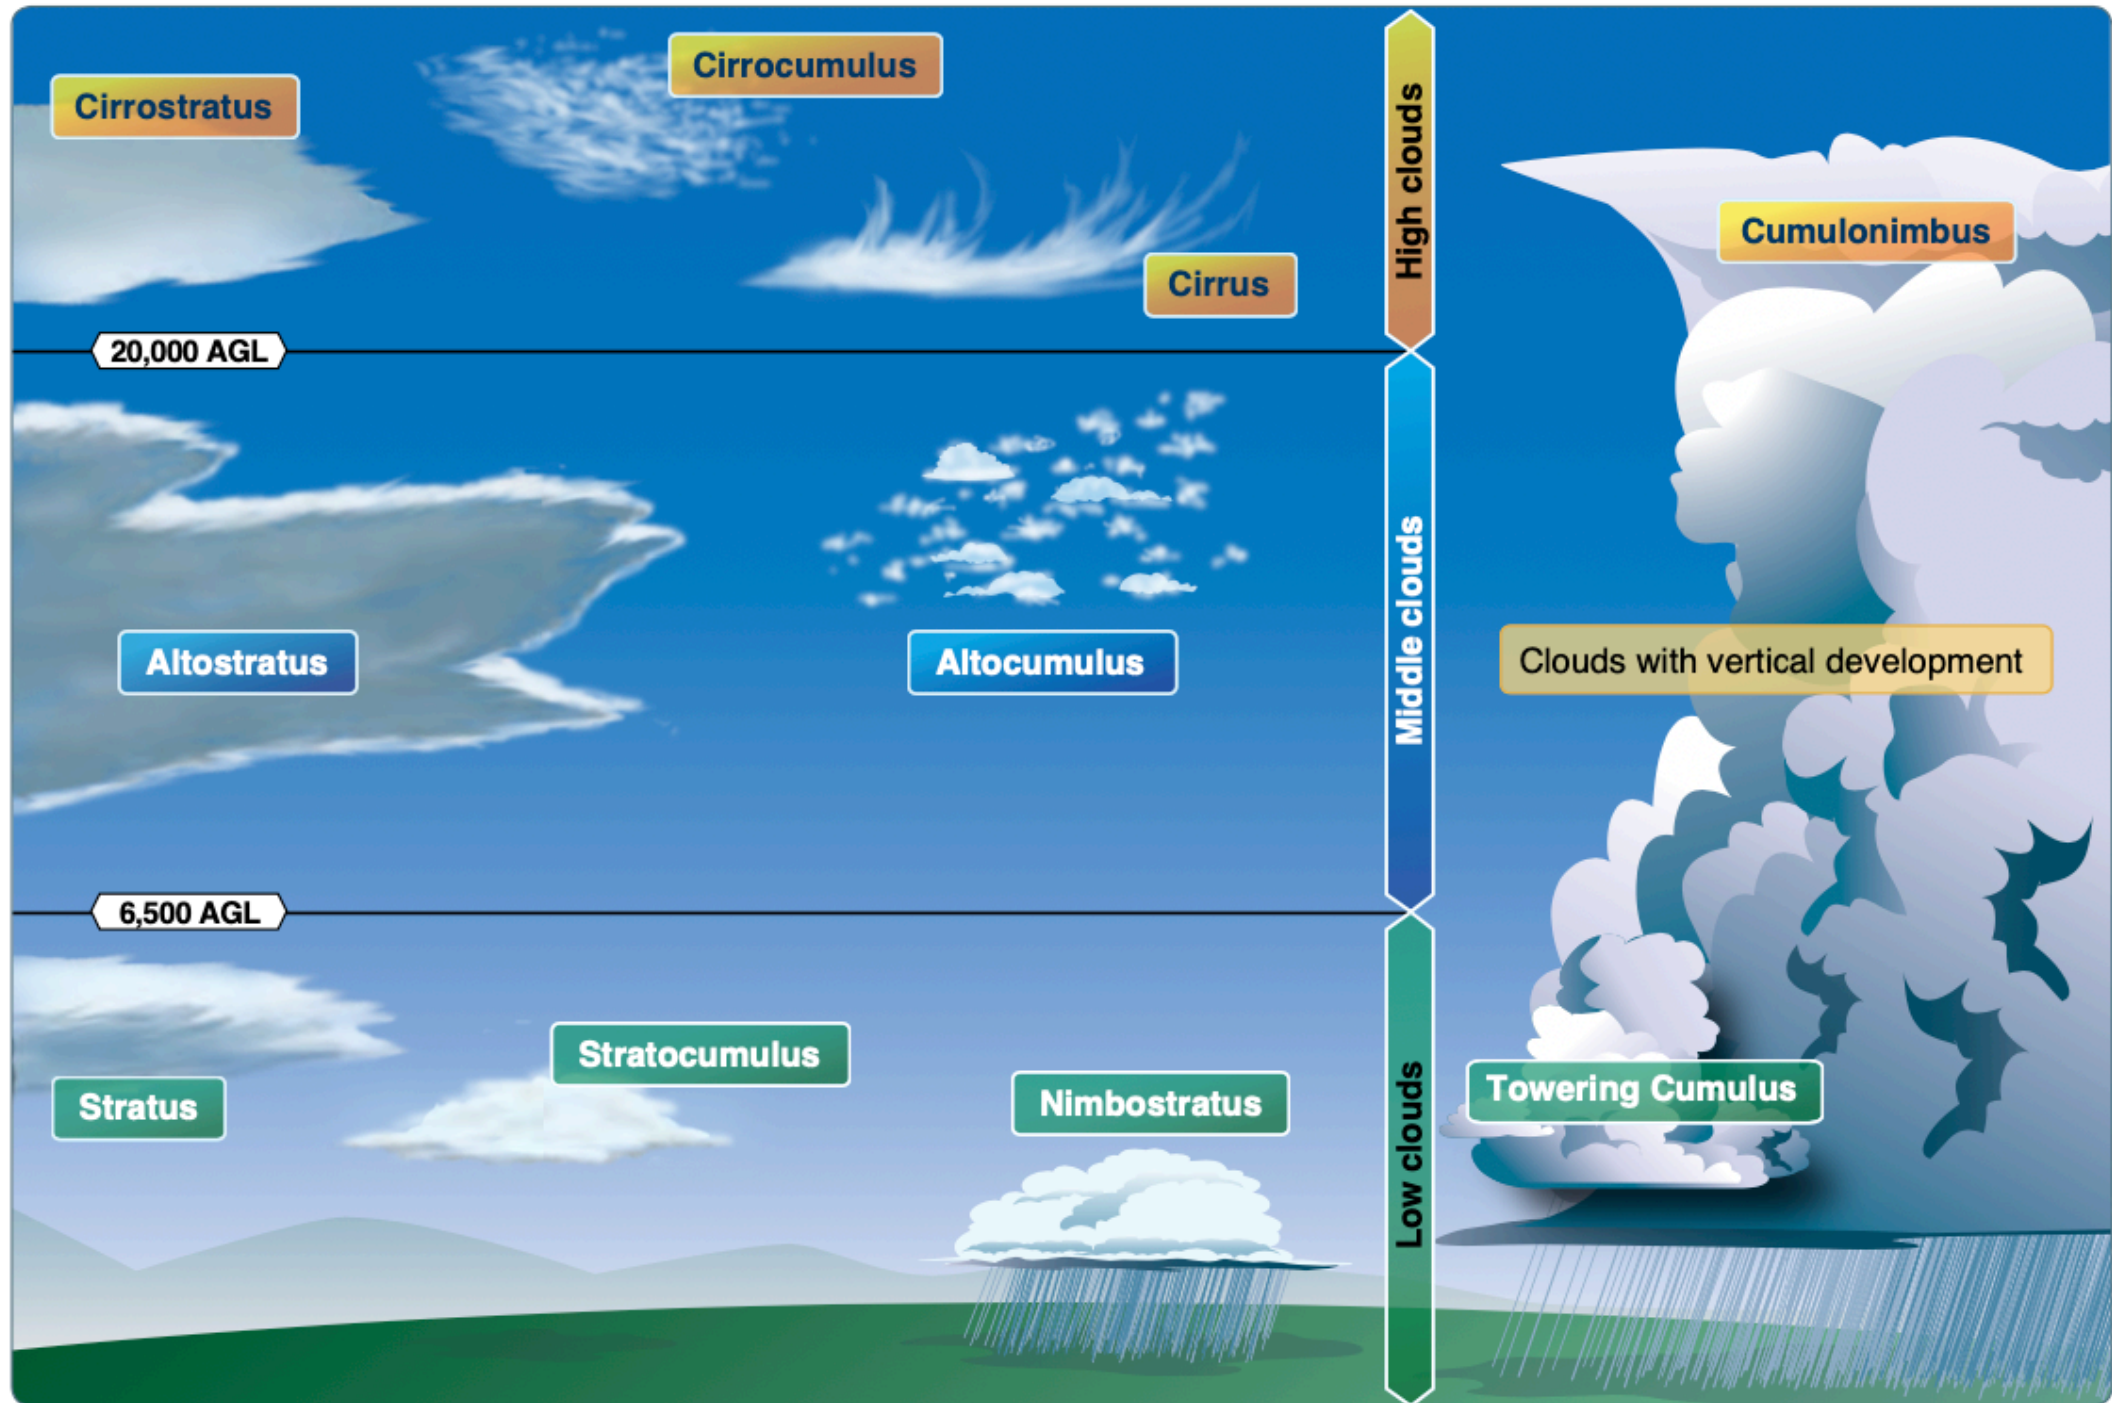 Cirrostratus
Cirrocumulus
Cirrus
High clouds
Cumulonimbus
20,000 AGL
Altostratus
Altocumulus
Middle clouds
Clouds with vertical development
6,500 AGL
Stratus
Stratocumulus
Nimbostratus
Low clouds
Towering Cumulus